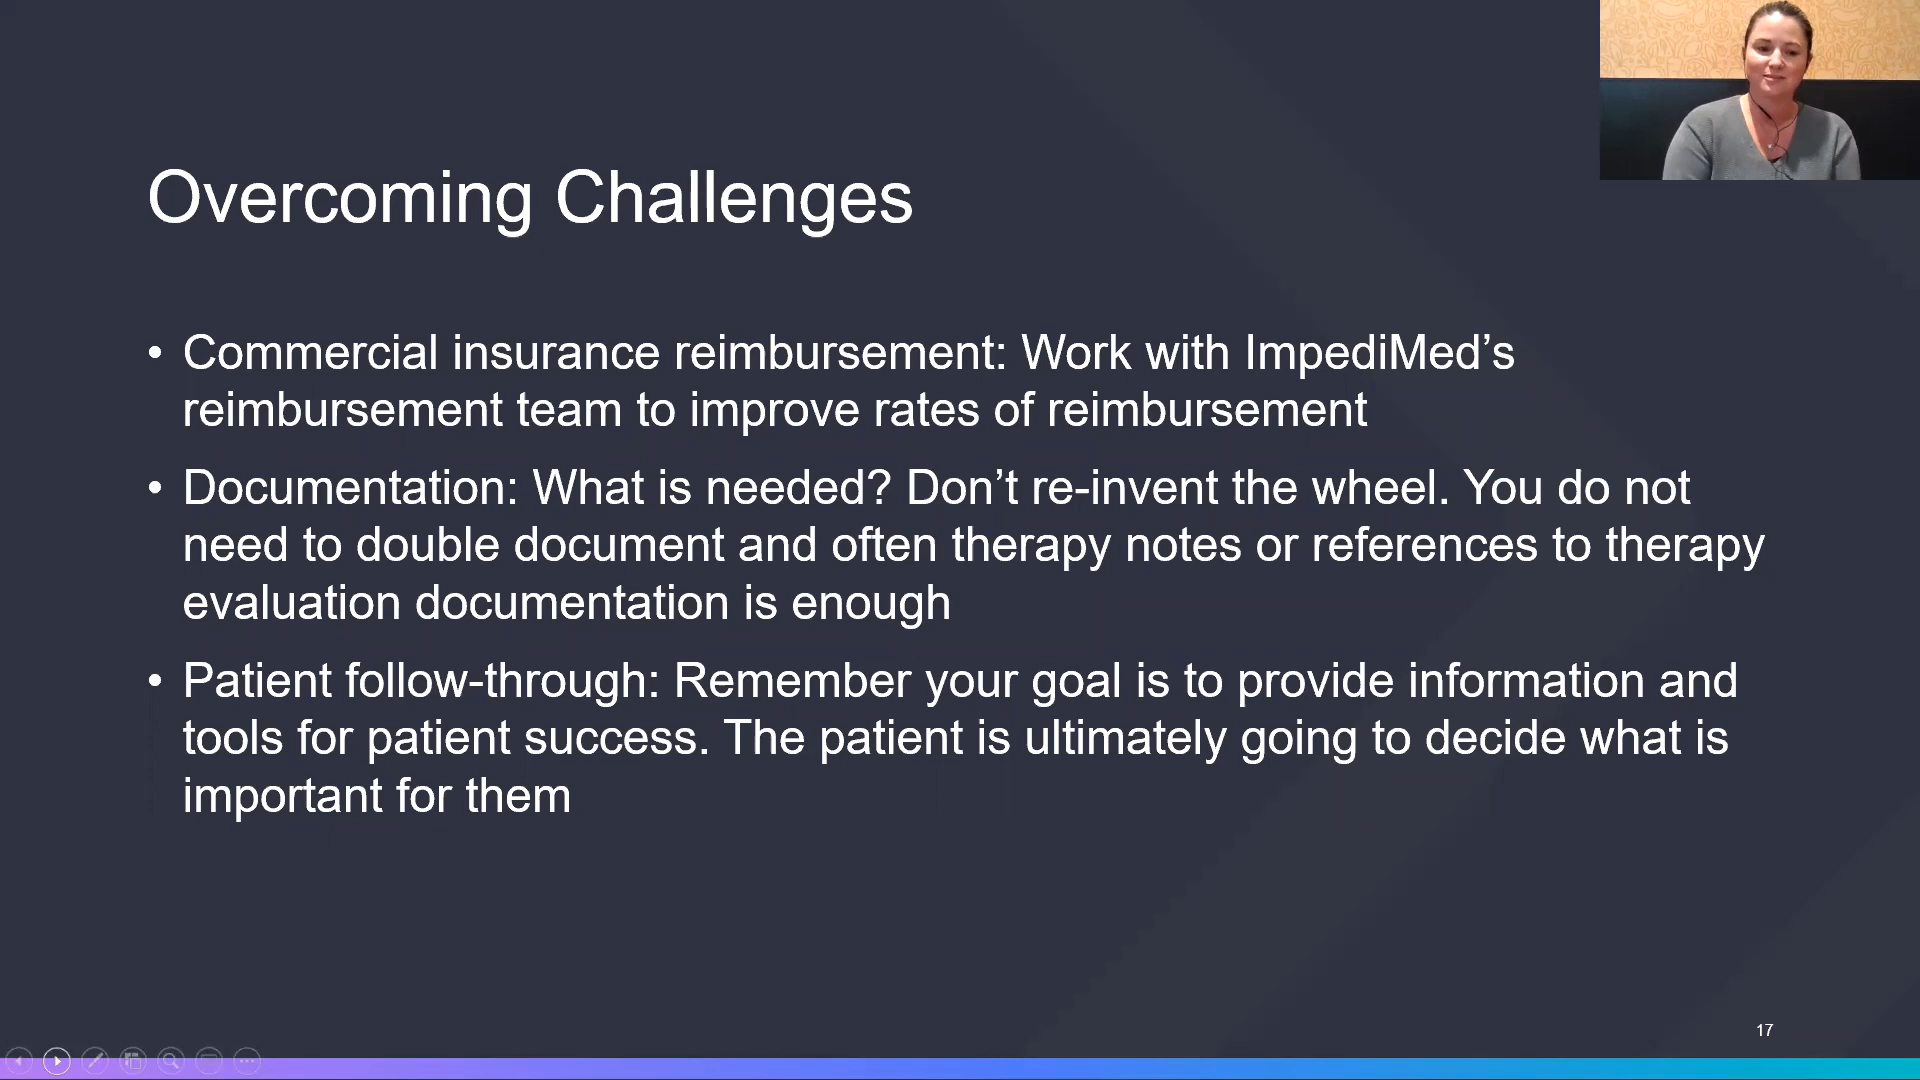 Overcoming Challenges
• Commercial insurance reimbursement: Work with ImpediMed’s
reimbursement team to improve rates of reimbursement
• Documentation: What is needed? Don’t re-invent the wheel. You do not
need to double document and often therapy notes or references to therapy
evaluation documentation is enough
• Patient follow-through: Remember your goal is to provide information and
tools for patient success. The patient is ultimately going to decide what is
important for them
17